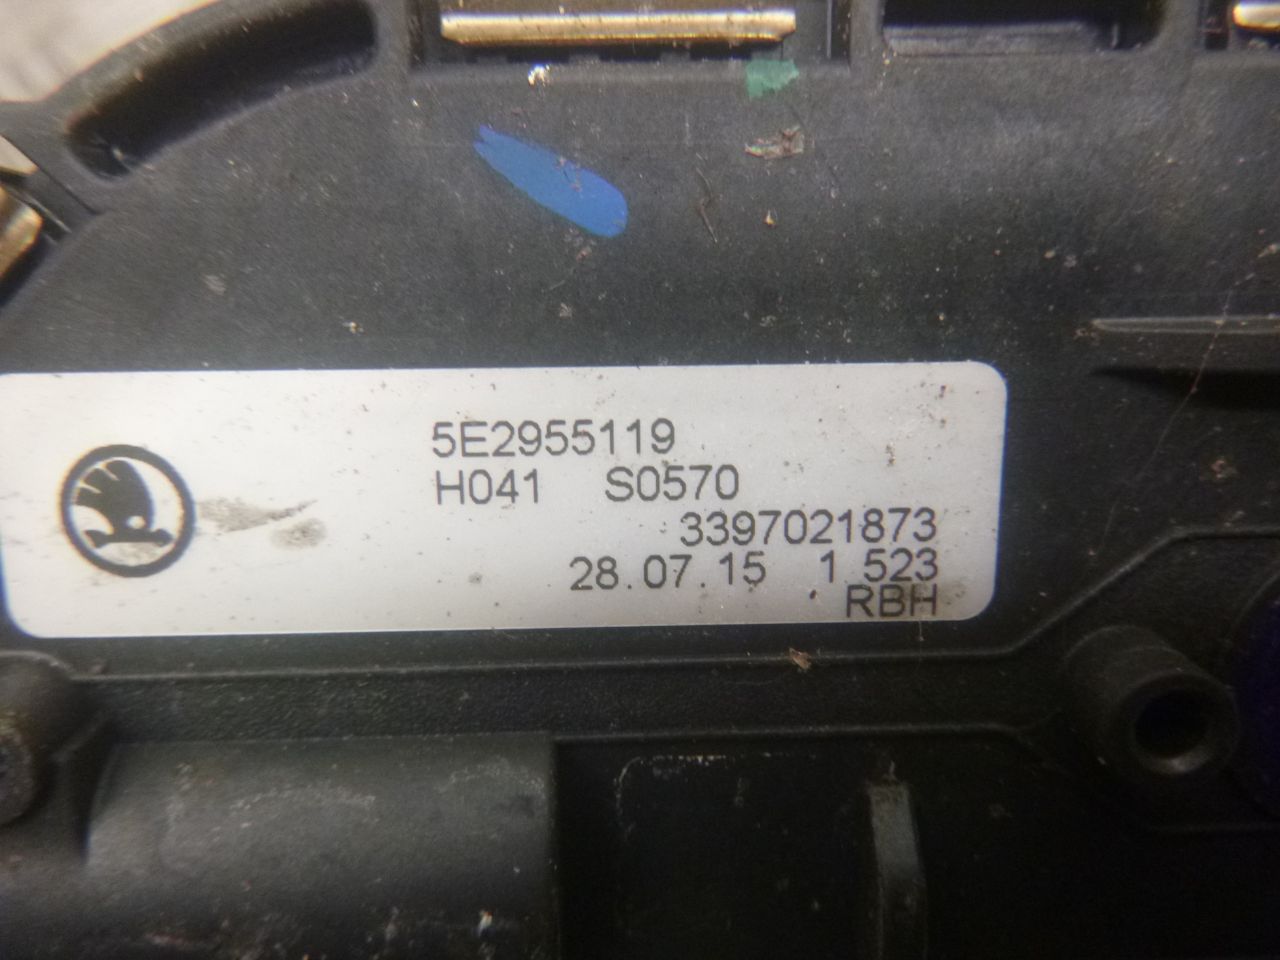 5E2955119
H041 S0570
3397021873
28.07.15 1 523
RBH